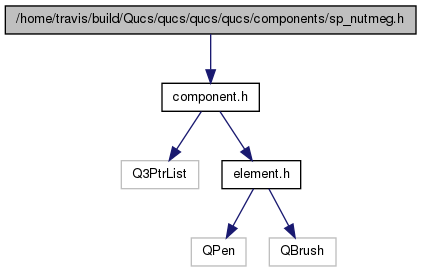 /home/travis/build/Qucs/qucs/qucs/qucs/components/sp_nutmeg.h
component.h
Q3PtrList
element.h
QPen
QBrush